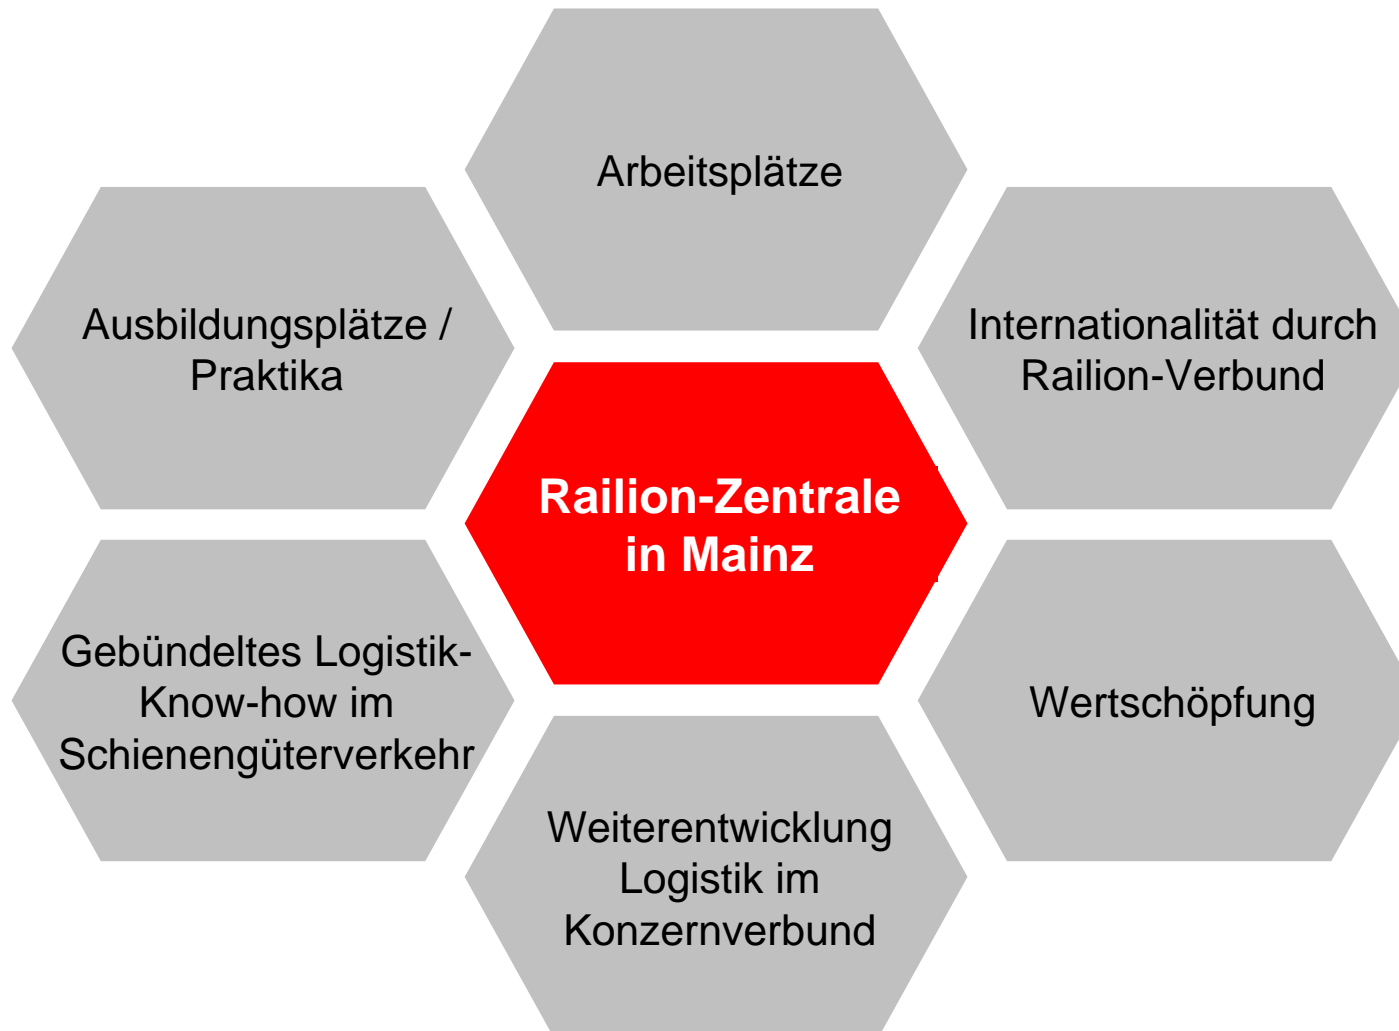 Arbeitsplätze
Ausbildungsplätze /
Praktika
Internationalität durch
Railion-Verbund
Railion-Zentrale
in Mainz
Gebündeltes Logistik-
Know-how im
Schienengüterverkehr
Wertschöpfung
Weiterentwicklung
Logistik im
Konzernverbund